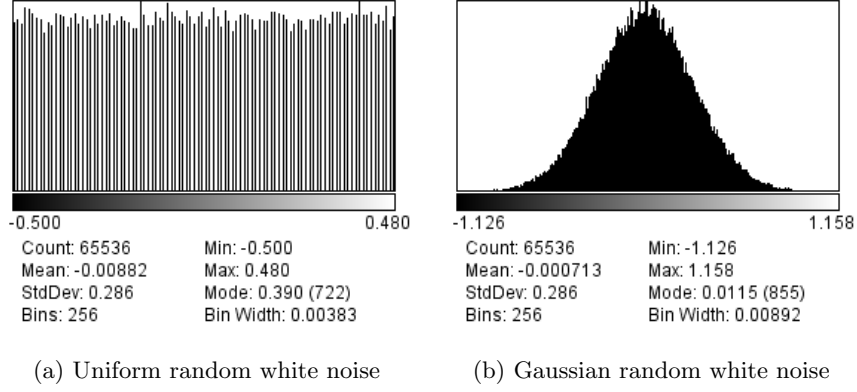 -0.500 0.480
Count: 65536 Min: -0.500
Mean: -0.00882 Max: 0.480
StdDev: 0.286 Mode: 0.390 (722)
Bins: 256 Bin Width: 0.00383
(a) Uniform random white noise
-1.126 1.158
Count: 65536 Min: -1.126
Mean: -0.000713 Max: 1.158
StdDev: 0.286 Mode: 0.0115 (855)
Bins: 256 Bin Width: 0.00892
(b) Gaussian random white noise